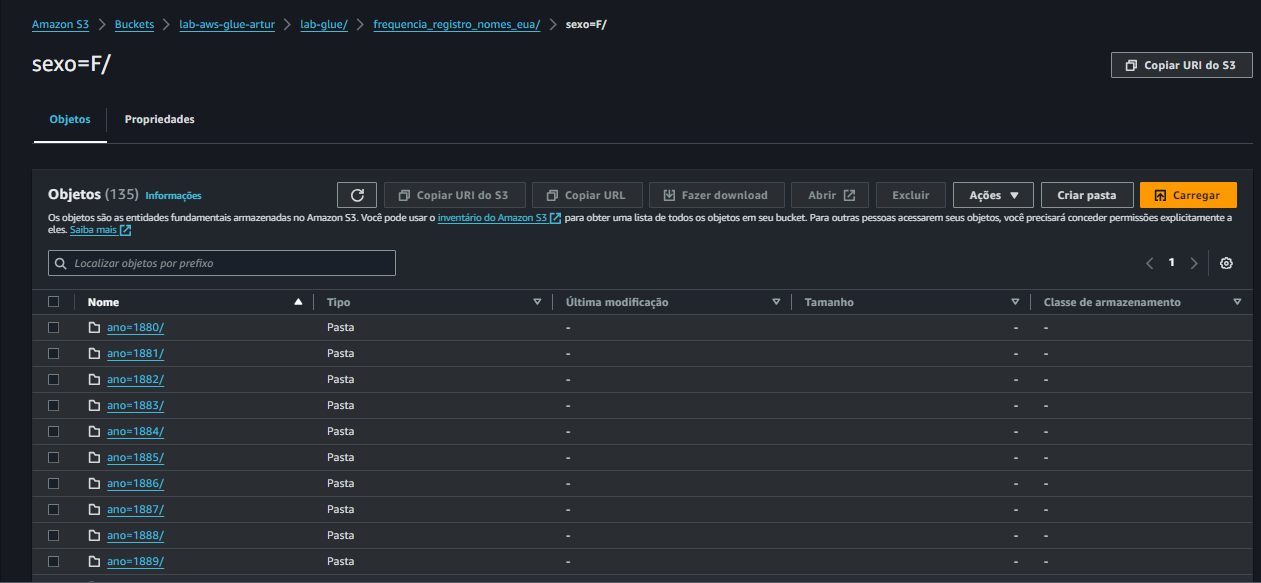 Amazon S3 > Buckets > lab-aws-glue-artur > lab-glue/ > frequencia_registro_nomes_eua/ > sexo=F/
sexo=F/
Copiar URI do S3
Objetos Propriedades
Objetos (135) Informações
Copiar URI do S3 Copiar URL Fazer download Abrir Excluir Ações Criar pasta Carregar
Os objetos são as entidades fundamentais armazenadas no Amazon S3. Você pode usar o inventário do Amazon S3 para obter uma lista de todos os objetos em seu bucket. Para outras pessoas acessarem seus objetos, você precisará conceder permissões explicitamente a
eles. Saiba mais
Localizar objetos por prefixo
1
Nome Tipo Última modificação Tamanho Classe de armazenamento
ano=1880/ Pasta - - -
ano=1881/ Pasta - - -
ano=1882/ Pasta - - -
ano=1883/ Pasta - - -
ano=1884/ Pasta - - -
ano=1885/ Pasta - - -
ano=1886/ Pasta - - -
ano=1887/ Pasta - - -
ano=1888/ Pasta - - -
ano=1889/ Pasta - - -